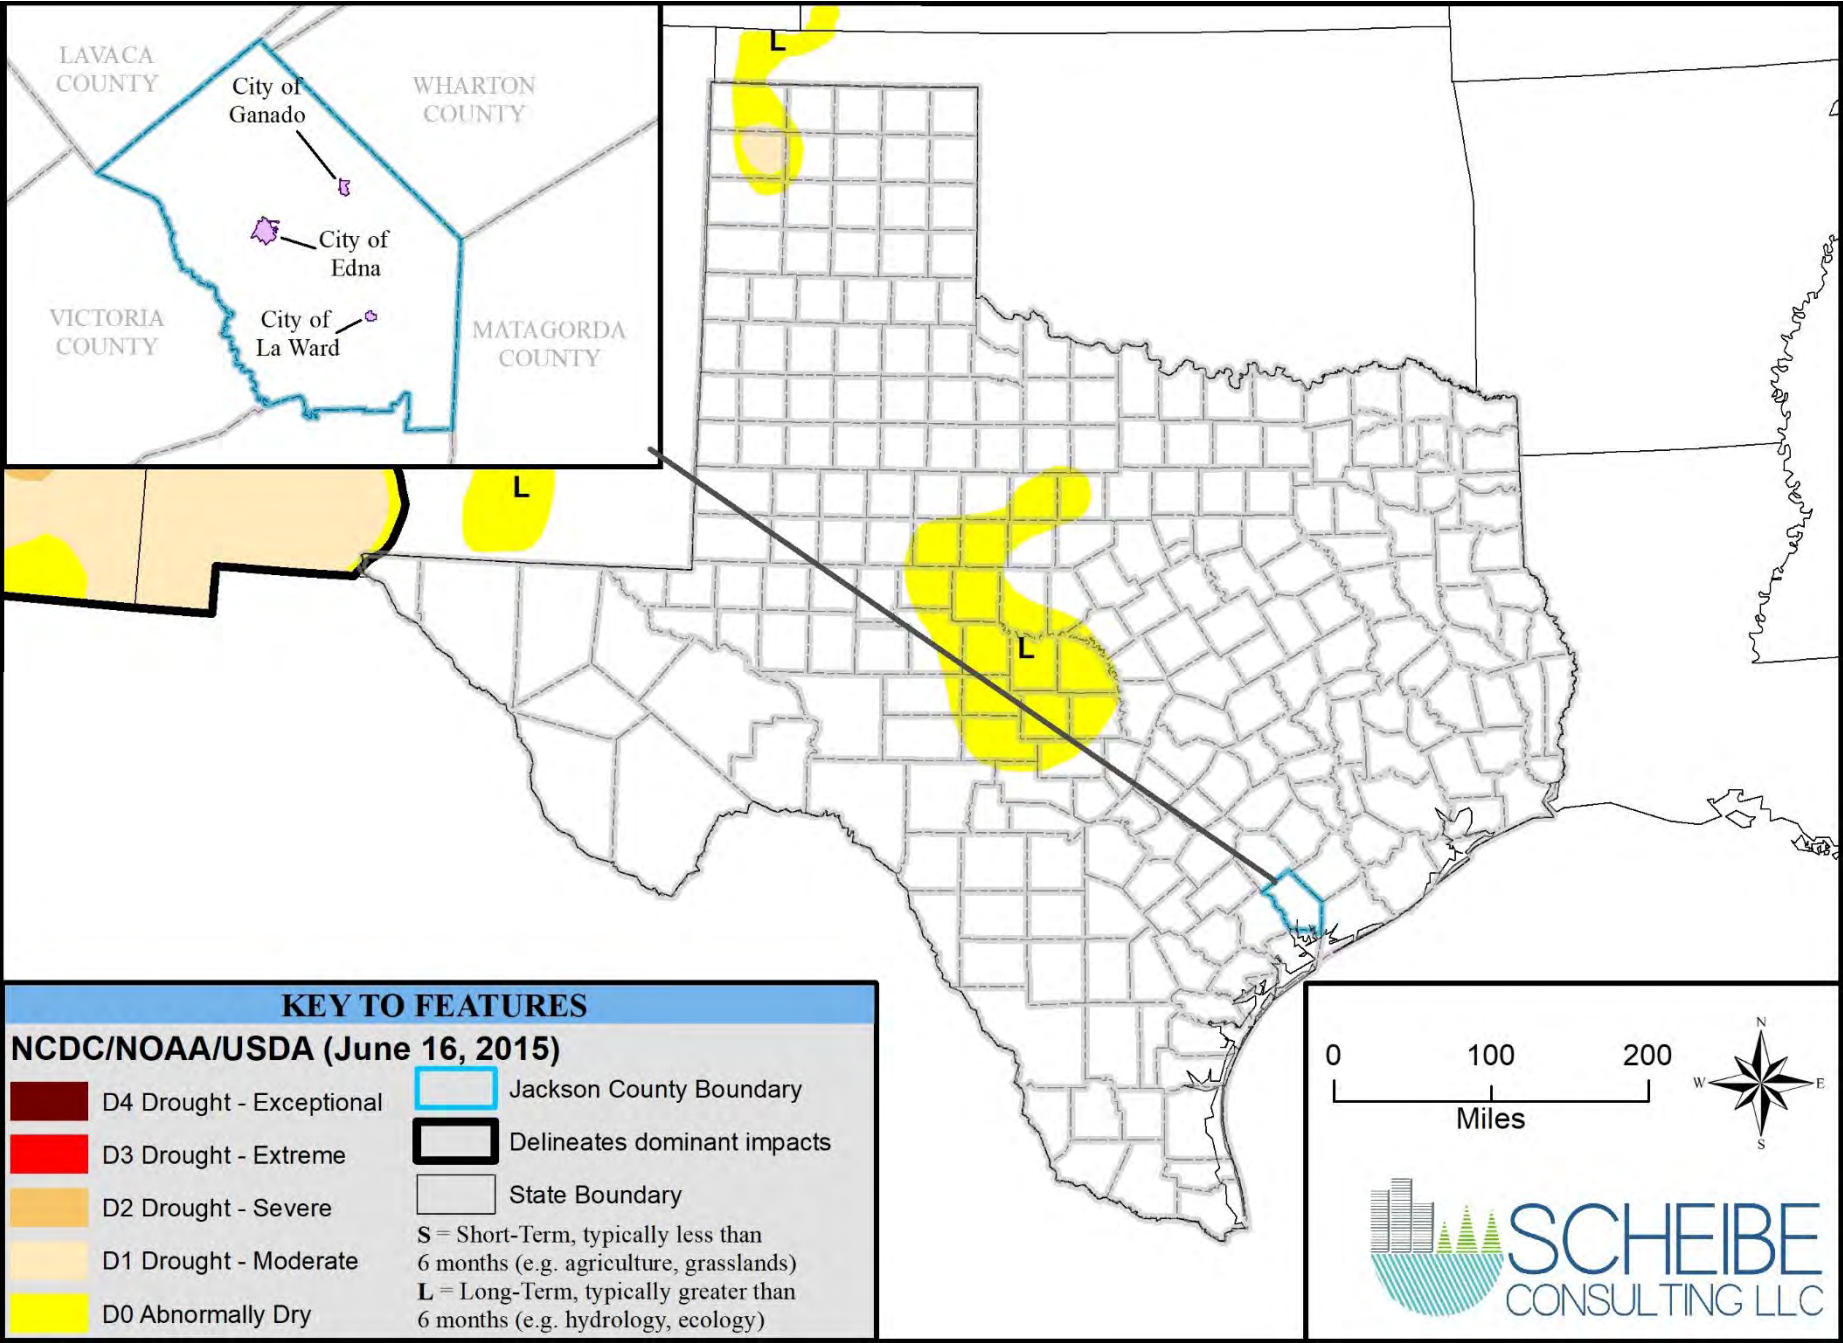 LAVACA
COUNTY
City of
Ganado
WHARTON
COUNTY
City of
Edna
VICTORIA
COUNTY
City of
La Ward
MATAGORDA
COUNTY
L
L
L
KEY TO FEATURES
NCDC/NOAA/USDA (June 16, 2015)
D4 Drought - Exceptional
D3 Drought - Extreme
D2 Drought - Severe
D1 Drought - Moderate
D0 Abnormally Dry
Jackson County Boundary
Delineates dominant impacts
State Boundary
S = Short-Term, typically less than
6 months (e.g. agriculture, grasslands)
L = Long-Term, typically greater than
6 months (e.g. hydrology, ecology)
0 100 200
Miles
N
W E
S
SCHEIBE
CONSULTING LLC